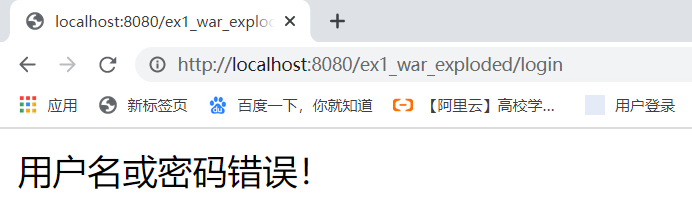 localhost:8080/ex1_war_explod
http://localhost:8080/ex1_war_exploded/login
应用 新标签页 百度一下，你就知道 【阿里云】高校学... 用户登录
用户名或密码错误！